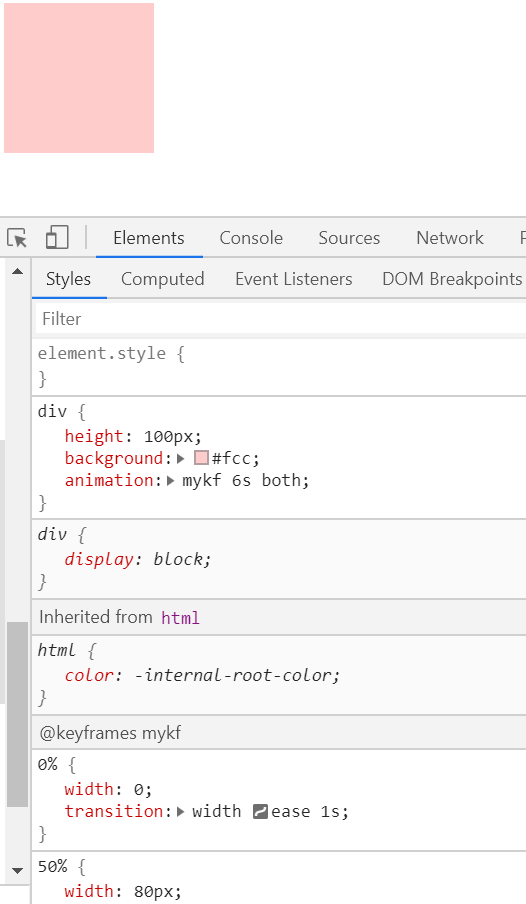 Elements Console Sources Network
Styles Computed Event Listeners DOM Breakpoints
Filter
element.style {
}
div {
height: 100px;
background: #fcc;
animation: mykf 6s both;
}
div {
display: block;
}
Inherited from html
html {
color: -internal-root-color;
}
@keyframes mykf
0% {
width: 0;
transition: width ease 1s;
}
50% {
width: 80px;